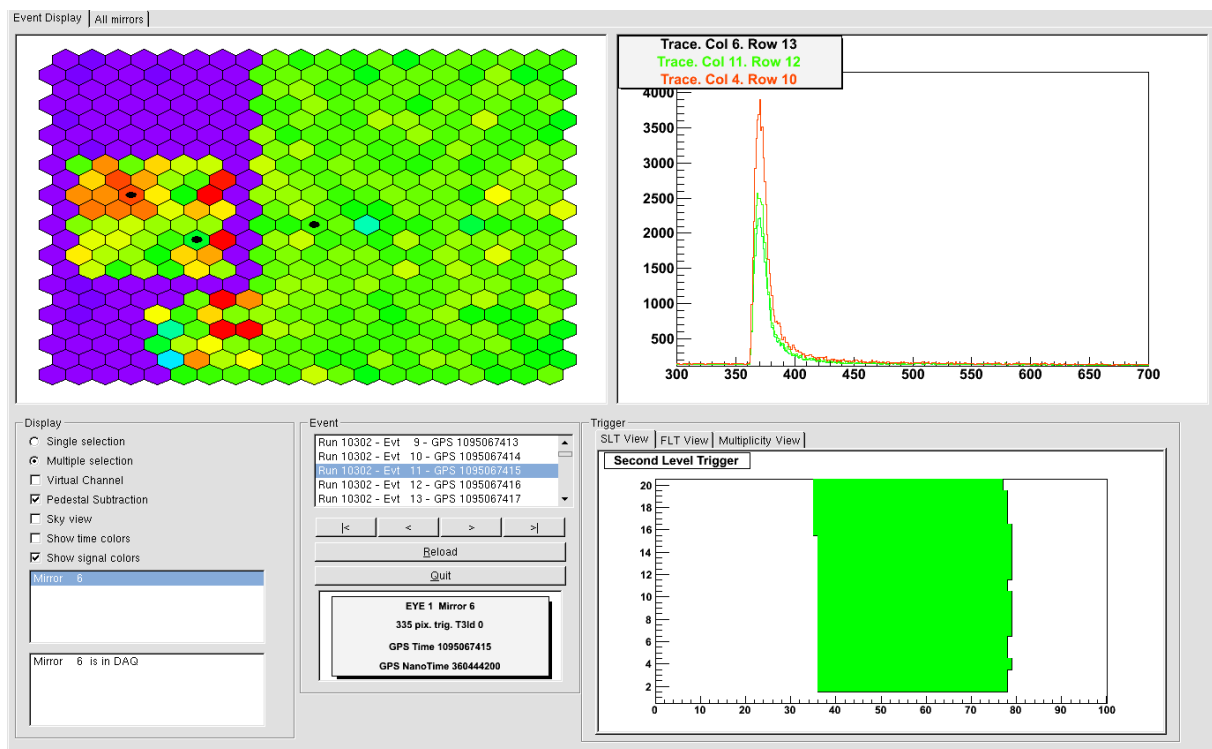 Event Display All mirrors
Trace. Col 6. Row 13
Trace. Col 11. Row 12
Trace. Col 4. Row 10
4000
3500
3000
2500
2000
1500
1000
500
300 350 400 450 500 550 600 650 700
Display
Single selection
Multiple selection
Virtual Channel
Pedestal Subtraction
Sky view
Show time colors
Show signal colors
Mirror 6
Mirror 6 is in DAQ
Event
Run 10302 - Evt 9 - GPS 1095067413
Run 10302 - Evt 10 - GPS 1095067414
Run 10302 - Evt 11 - GPS 1095067415
Run 10302 - Evt 12 - GPS 1095067416
Run 10302 - Evt 13 - GPS 1095067417
|< < > >|
Reload
Quit
EYE 1 Mirror 6
335 pix. trig. T3Id 0
GPS Time 1095067415
GPS NanoTime 360444200
Trigger
SLT View FLT View Multiplicity View
Second Level Trigger
20
18
16
14
12
10
8
6
4
2
0 10 20 30 40 50 60 70 80 90 100